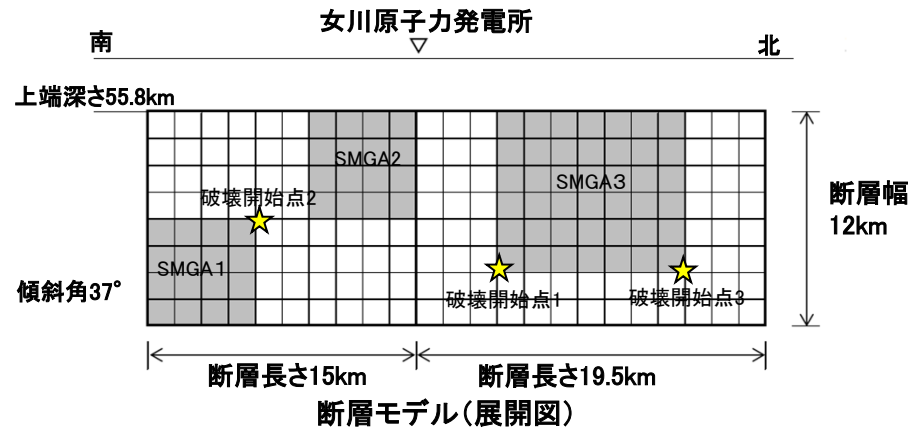 女川原子力発電所
南
北
上端深さ55.8km
SMGA2
SMGA3
破壊開始点2
断層幅
12km
SMGA1
傾斜角37°
破壊開始点1
破壊開始点3
断層長さ15km
断層長さ19.5km
断層モデル(展開図)